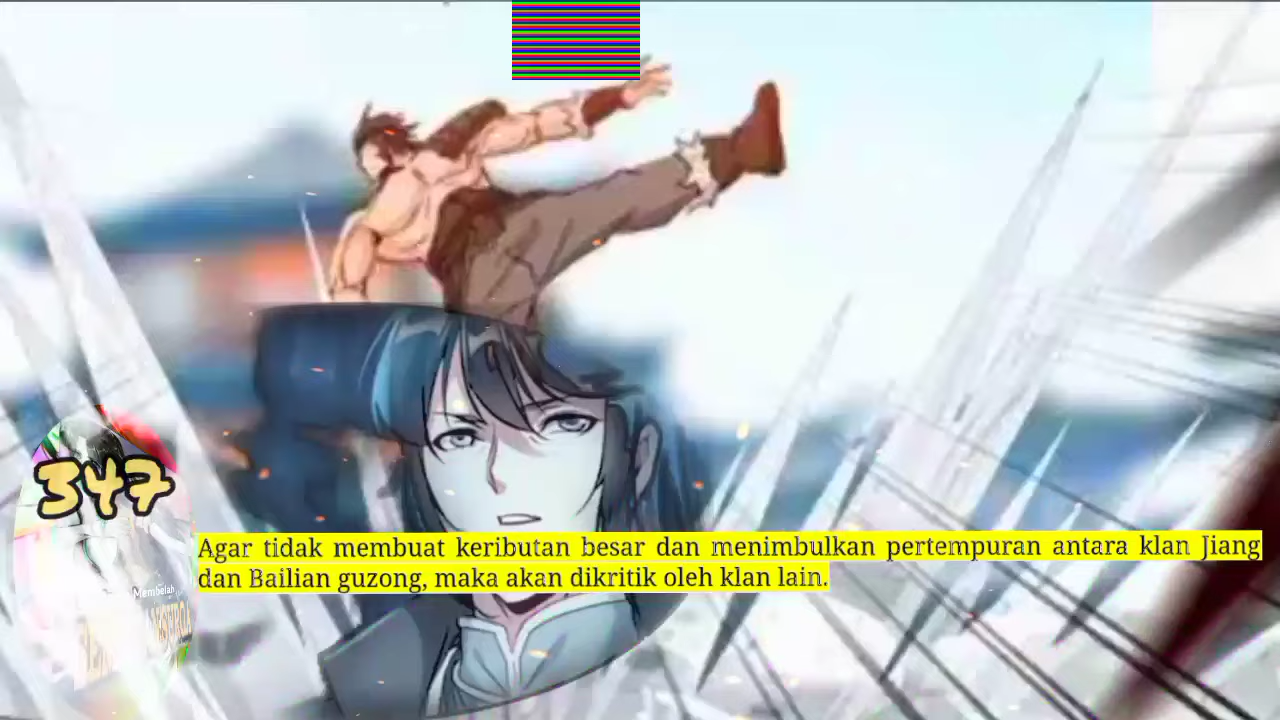 347
Agar tidak membuat keributan besar dan menimbulkan pertempuran antara klan Jiang
dan Bailian guzong, maka akan dikritik oleh klan lain.
Membelah